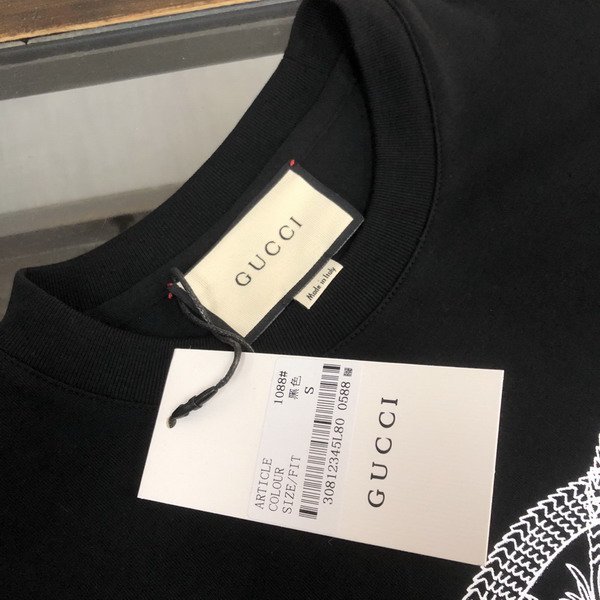 GUCCI
Made in Italy
ARTICLE 1088#
COLOUR 黑色
SIZE/FIT S
30812345L80 0588
GUCCI